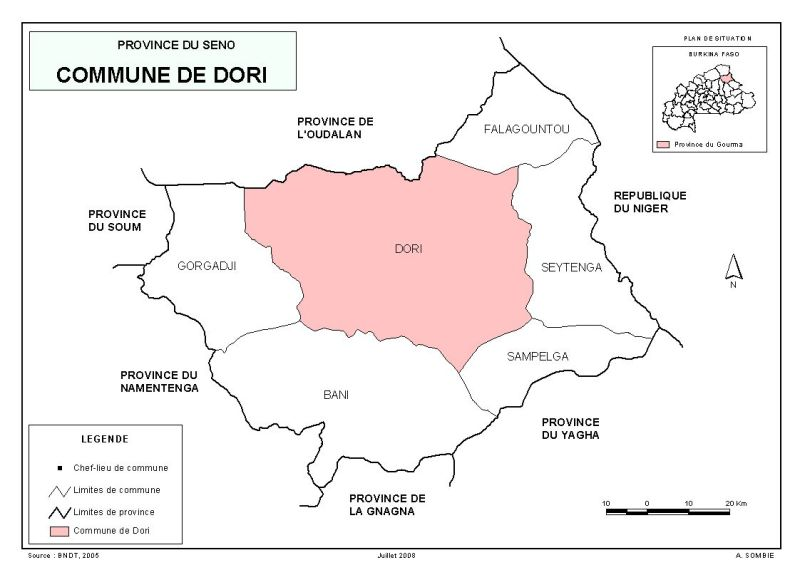 PROVINCE DU SENO
COMMUNE DE DORI
PLAN DE SITUATION
BURKINA FASO
Province du Gourma
PROVINCE DE
L'OUDALAN
FALAGOUNTOU
REPUBLIQUE
DU NIGER
PROVINCE
DU SOUM
GORGADJI
DORI
SEYTENGA
N
SAMPELGA
PROVINCE DU
NAMENTENGA
BANI
PROVINCE
DU YAGHA
PROVINCE DE
LA GNAGNA
LEGENDE
Chef-lieu de commune
Limites de commune
Limites de province
Commune de Dori
10 0 10 20 Km
Source : BNDT, 2005
Juillet 2008
A. SOMBIE